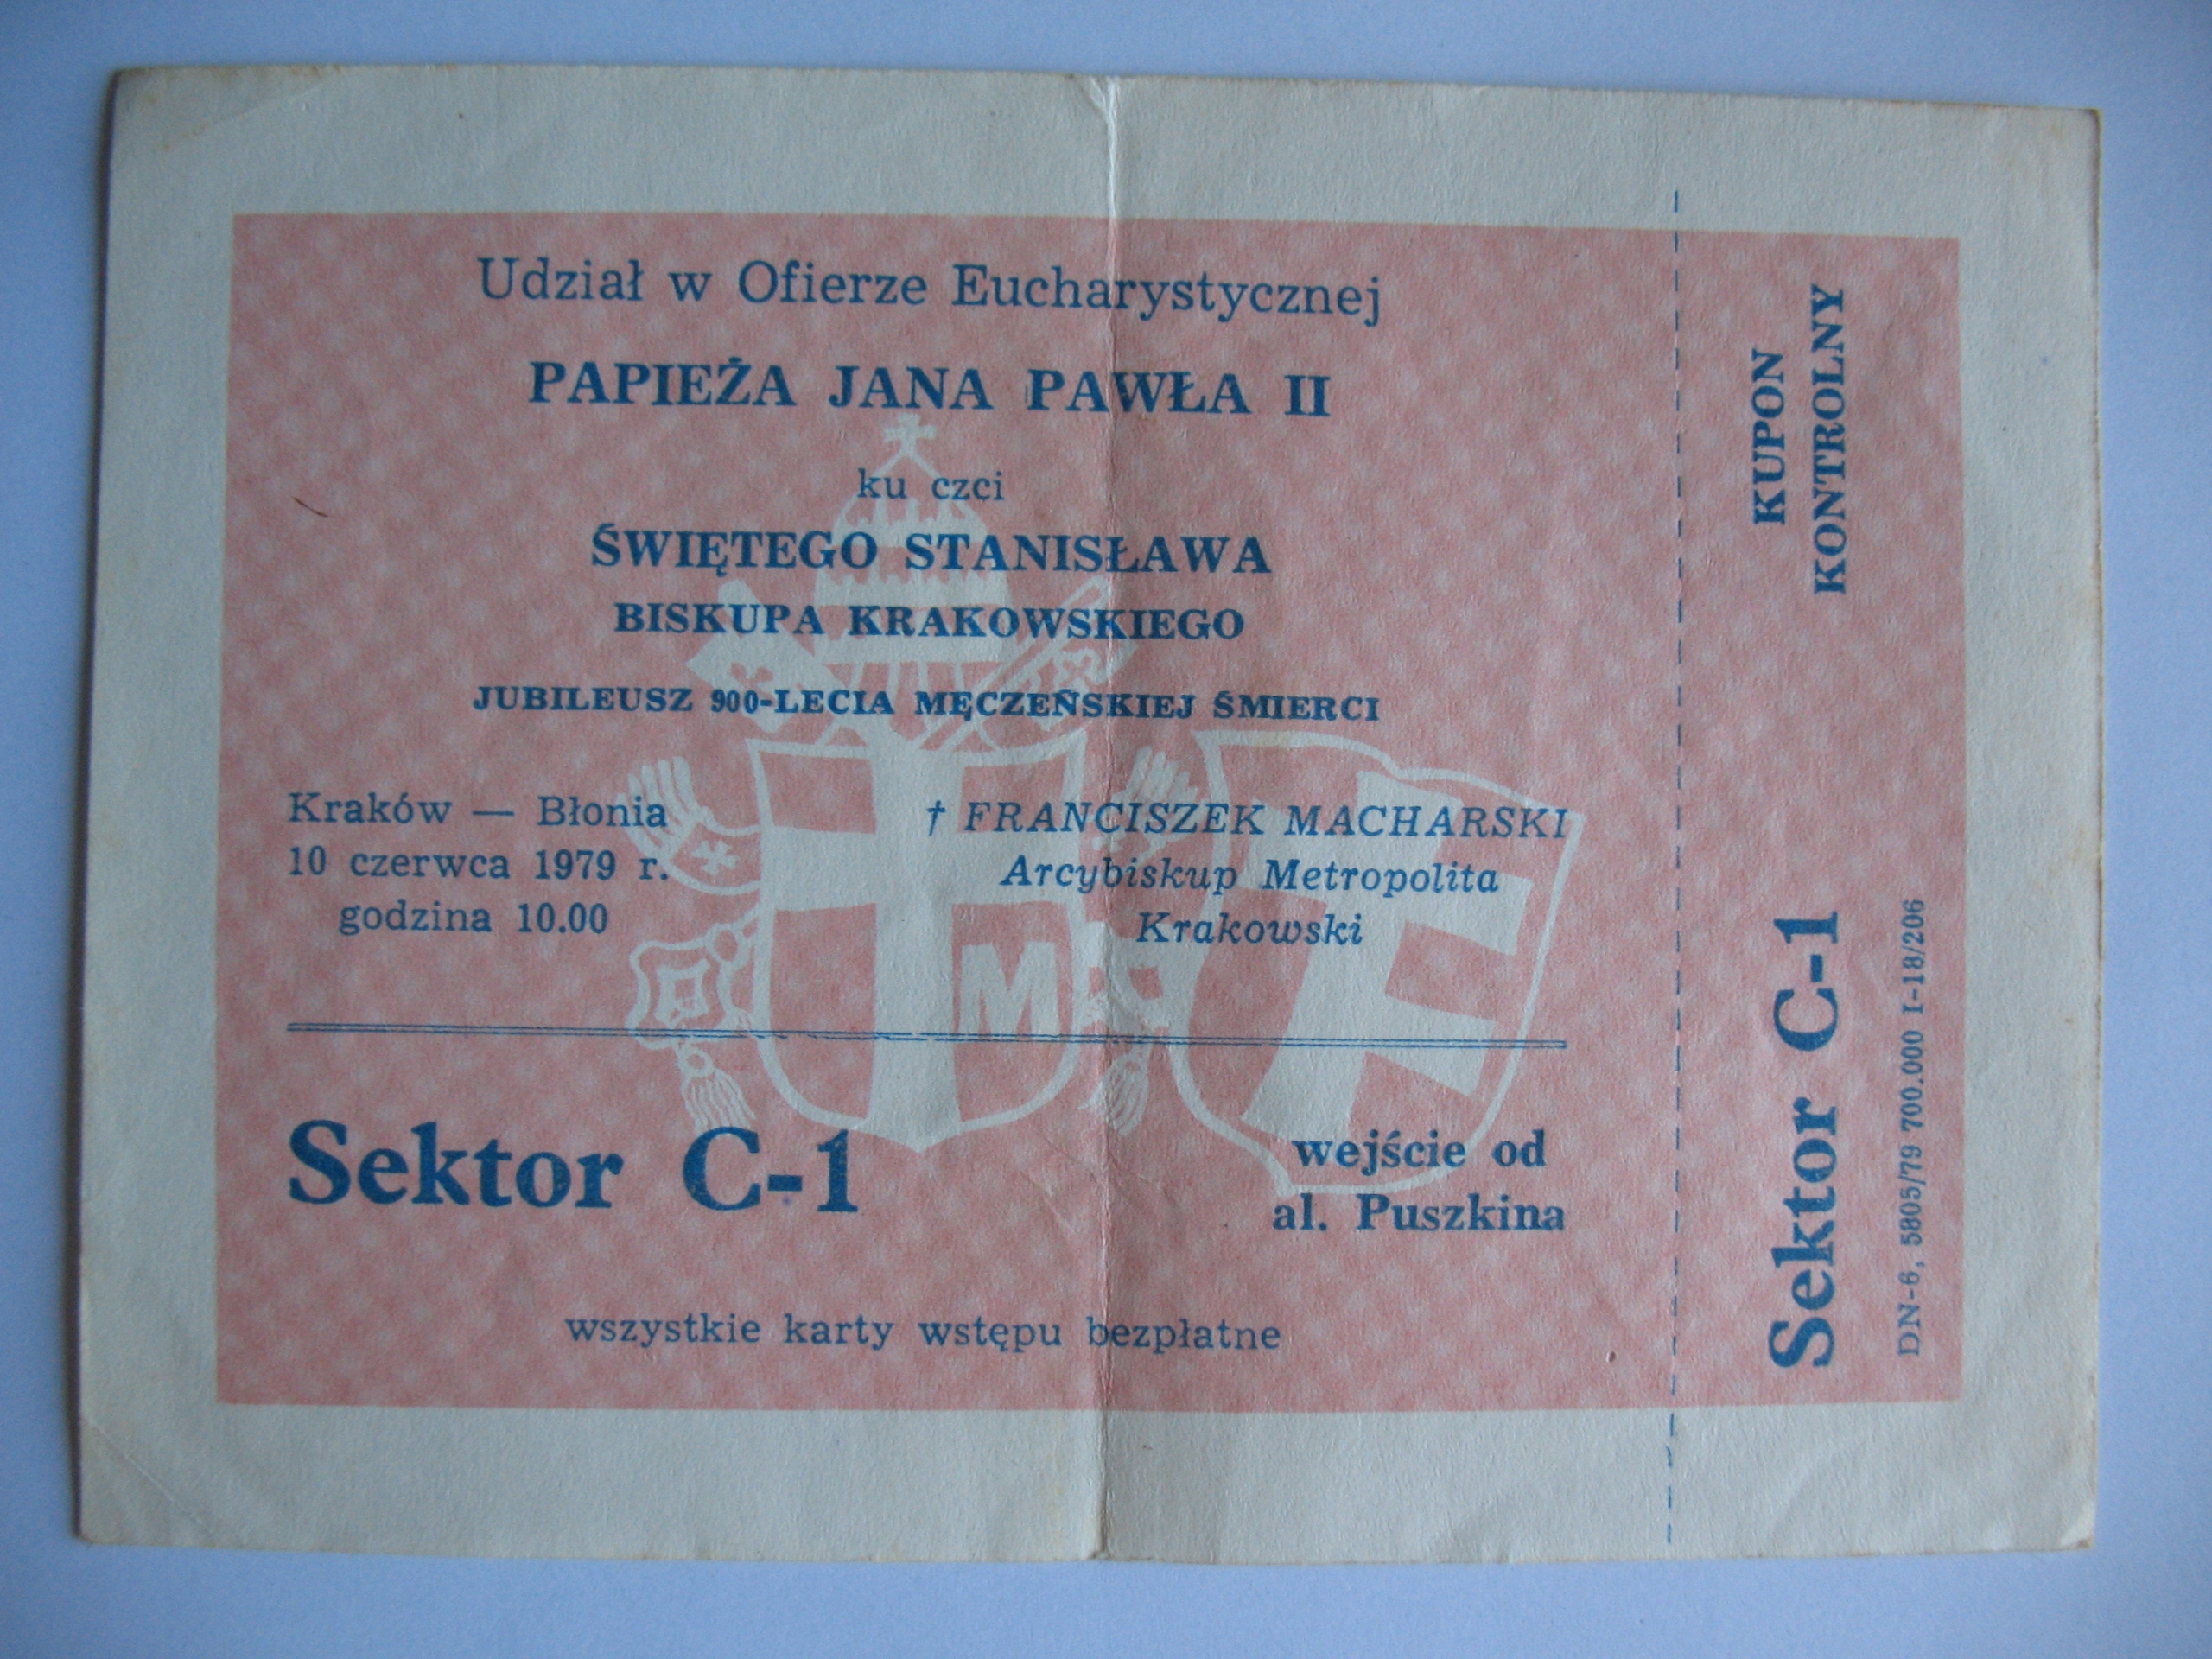 Udział w Ofierze Eucharystycznej
PAPIEŻA JANA PAWŁA II
ku czci
ŚWIĘTEGO STANISŁAWA
BISKUPA KRAKOWSKIEGO
JUBILEUSZ 900-LECIA MĘCZEŃSKIEJ ŚMIERCI
Kraków — Błonia
10 czerwca 1979 r.
godzina 10.00
† FRANCISZEK MACHARSKI
Arcybiskup Metropolita
Krakowski
M
Sektor C-1
wejście od
al. Puszkina
wszystkie karty wstępu bezpłatne
KUPON
KONTROLNY
Sektor C-1
DN-6, 5805/79 700.000 I-18/206